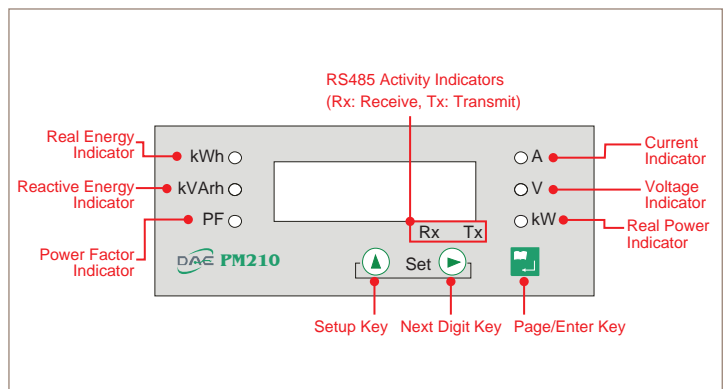 RS485 Activity Indicators
(Rx: Receive, Tx: Transmit)
Real Energy
Indicator
kWh
A
Current
Indicator
Reactive Energy
Indicator
kVArh
V
Voltage
Indicator
Power Factor
Indicator
PF
Rx Tx
kW
Real Power
Indicator
DAE PM210
Set
Setup Key
Next Digit Key
Page/Enter Key